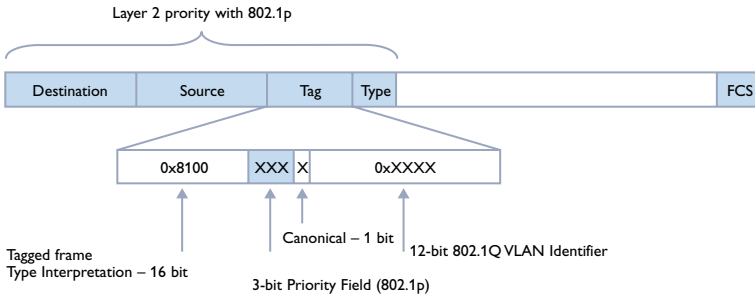 Layer 2 prority with 802.1p
Destination
Source
Tag
Type
FCS
0x8100
XXX
X
0xXXXX
Canonical – 1 bit
12-bit 802.1Q VLAN Identifier
Tagged frame
Type Interpretation – 16 bit
3-bit Priority Field (802.1p)